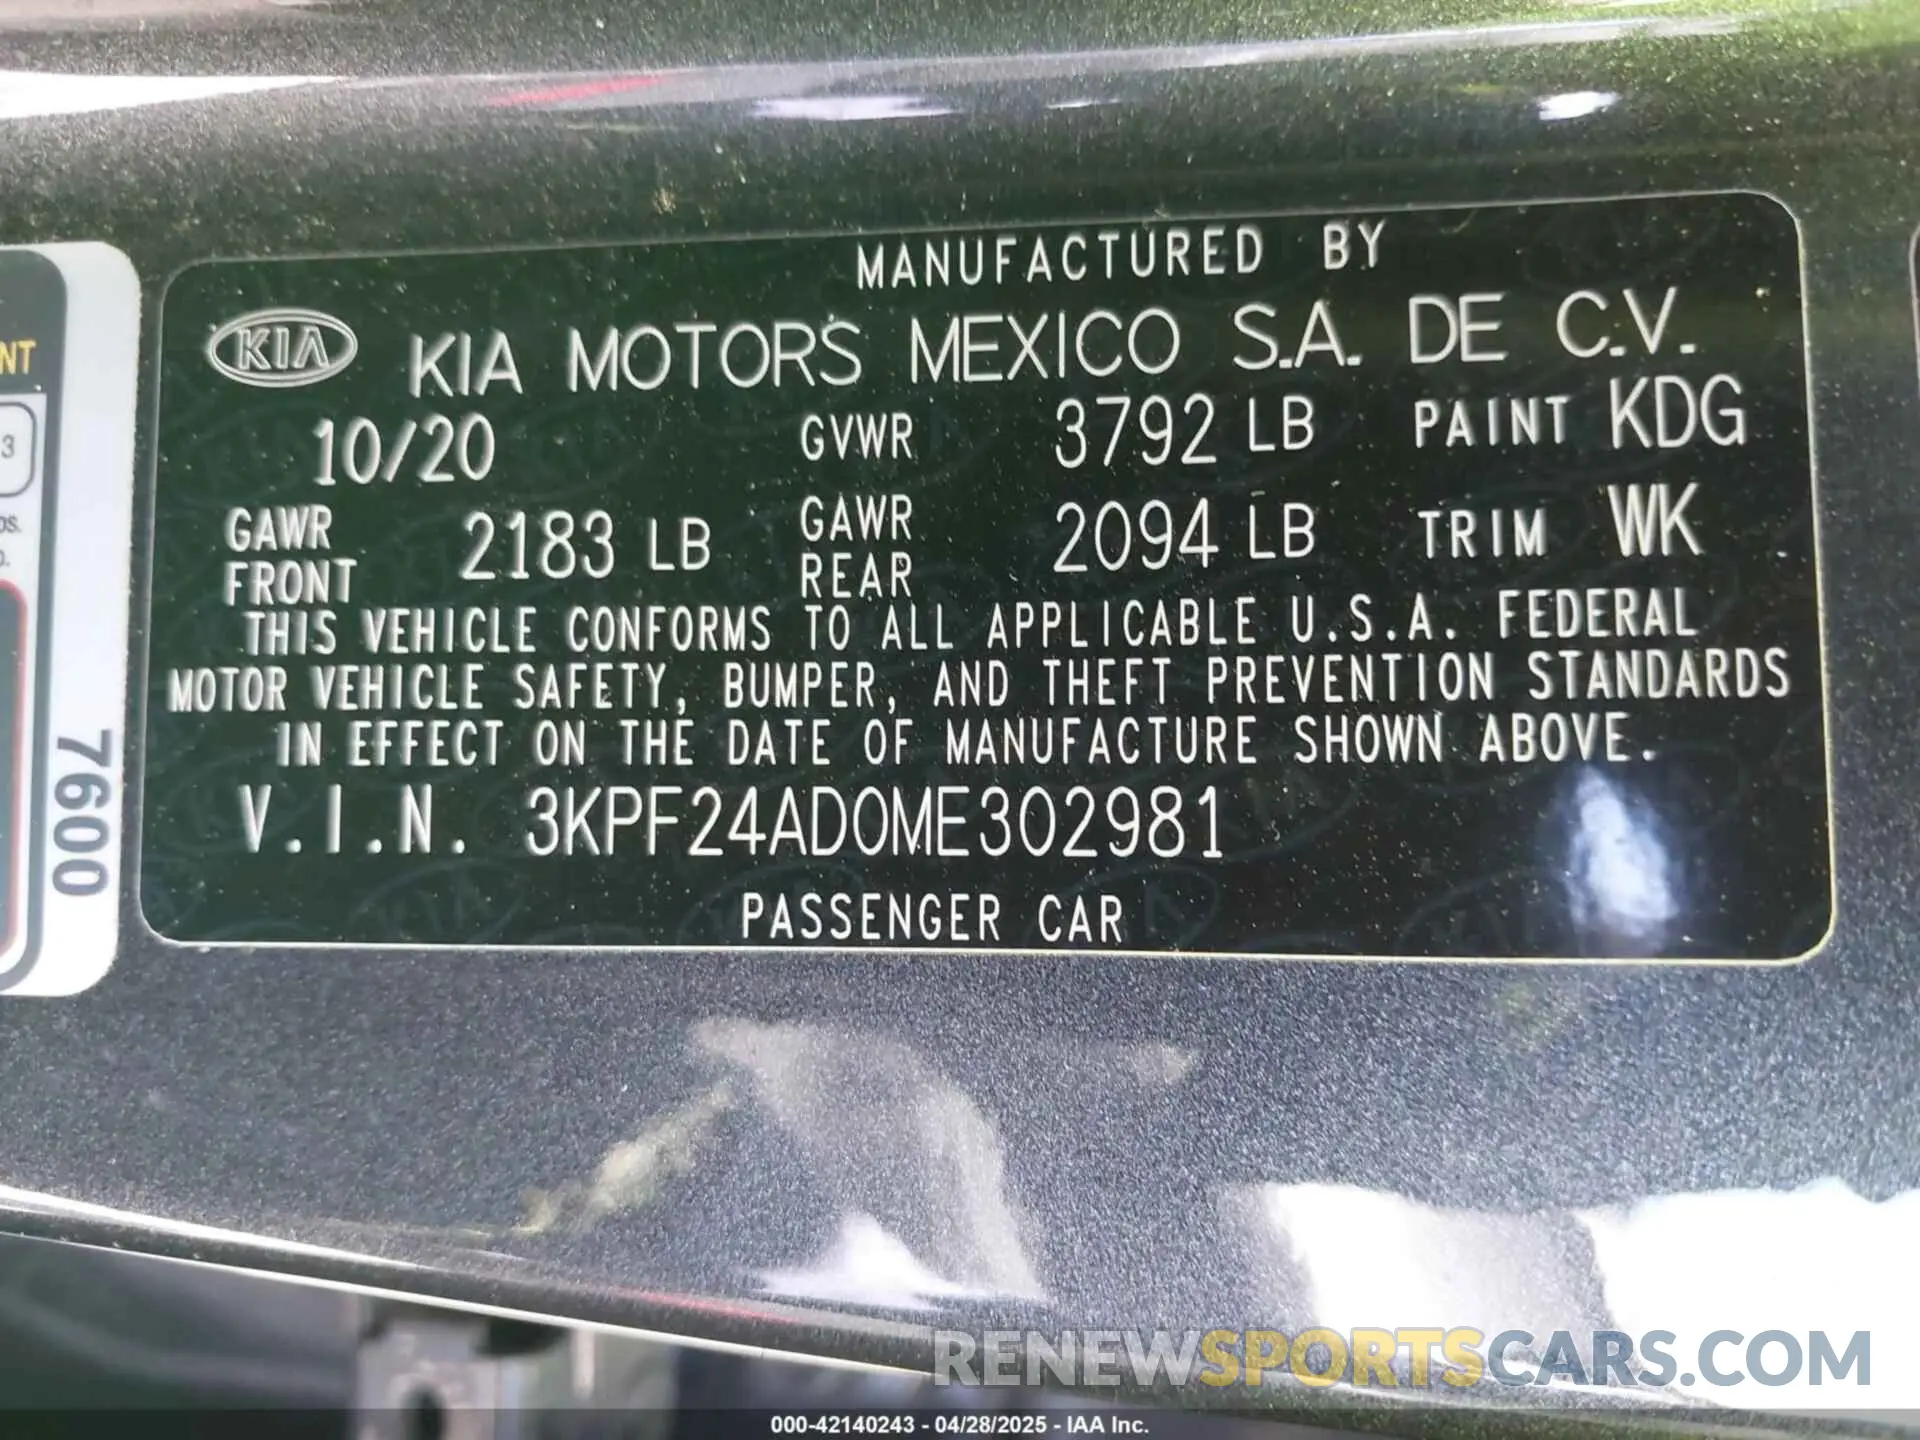 MANUFACTURED BY
KIA KIA MOTORS MEXICO S.A. DE C.V.
10/20 GVWR 3792 LB PAINT KDG
GAWR FRONT 2183 LB GAWR REAR 2094 LB TRIM WK
THIS VEHICLE CONFORMS TO ALL APPLICABLE U.S.A. FEDERAL
MOTOR VEHICLE SAFETY, BUMPER, AND THEFT PREVENTION STANDARDS
IN EFFECT ON THE DATE OF MANUFACTURE SHOWN ABOVE.
V.I.N. 3KPF24AD0ME302981
PASSENGER CAR
NT
3
7600
RENEWSPORTSCARS.COM
000-42140243 - 04/28/2025 - IAA Inc.